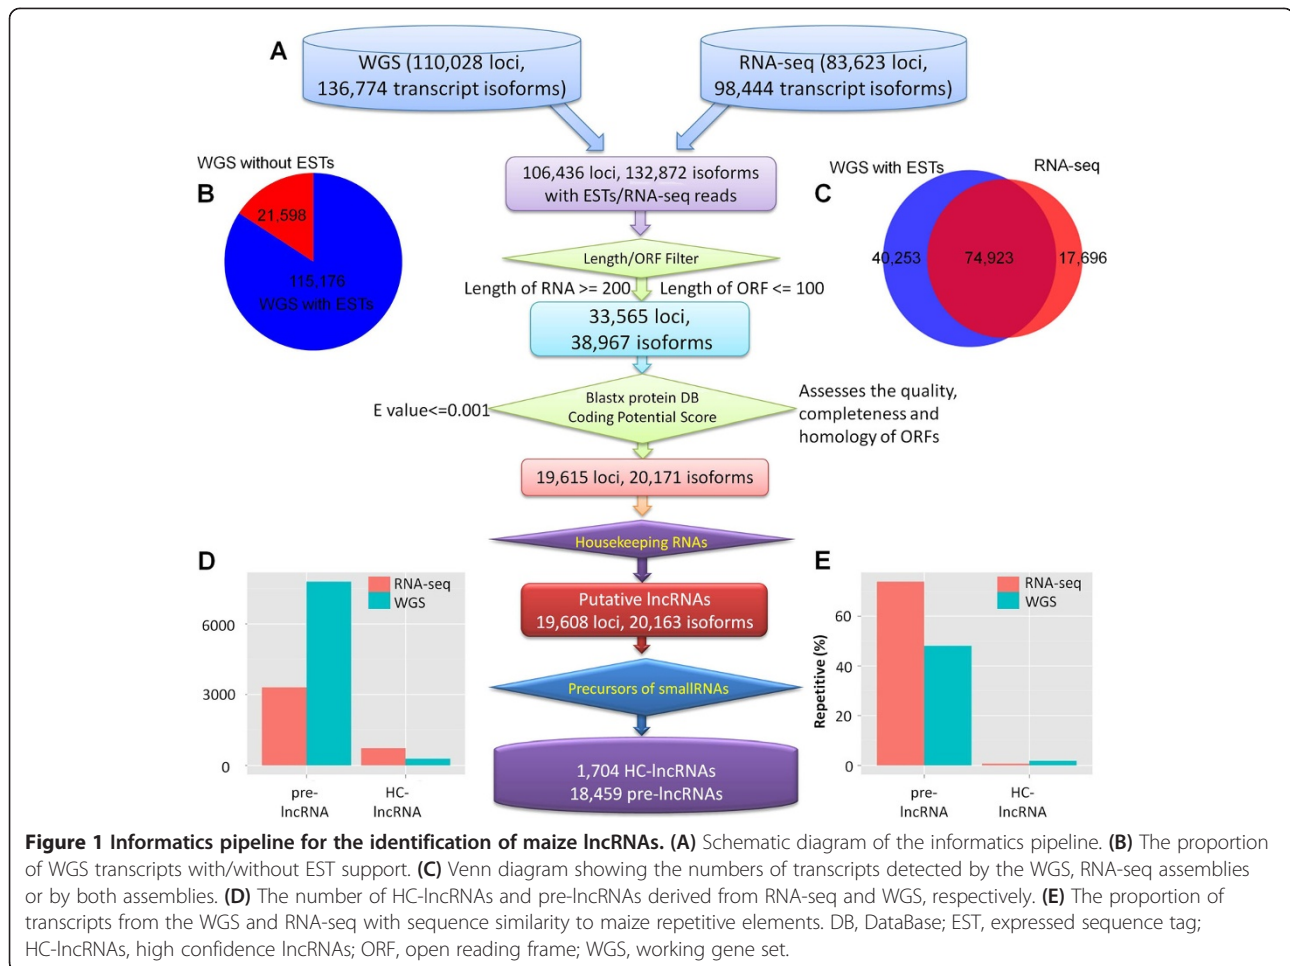 A
WGS (110,028 loci,
136,774 transcript isoforms)
RNA-seq (83,623 loci,
98,444 transcript isoforms)
106,436 loci, 132,872 isoforms
with ESTs/RNA-seq reads
B
WGS without ESTs
21,598
115,176
WGS with ESTs
C
WGS with ESTs
RNA-seq
40,253
74,923
17,696
Length/ORF Filter
Length of RNA >= 200
Length of ORF <= 100
33,565 loci,
38,967 isoforms
E value<=0.001
Blastx protein DB
Coding Potential Score
Assesses the quality,
completeness and
homology of ORFs
19,615 loci, 20,171 isoforms
Housekeeping RNAs
Putative lncRNAs
19,608 loci, 20,163 isoforms
Precursors of smallRNAs
1,704 HC-lncRNAs
18,459 pre-lncRNAs
D
RNA-seq
WGS
6000
3000
0
pre-
lncRNA
HC-
lncRNA
E
RNA-seq
WGS
Repetitive (%)
60
40
20
0
pre-
lncRNA
HC-
lncRNA
Figure 1 Informatics pipeline for the identification of maize lncRNAs. (A) Schematic diagram of the informatics pipeline. (B) The proportion
of WGS transcripts with/without EST support. (C) Venn diagram showing the numbers of transcripts detected by the WGS, RNA-seq assemblies
or by both assemblies. (D) The number of HC-lncRNAs and pre-lncRNAs derived from RNA-seq and WGS, respectively. (E) The proportion of
transcripts from the WGS and RNA-seq with sequence similarity to maize repetitive elements. DB, DataBase; EST, expressed sequence tag;
HC-lncRNAs, high confidence lncRNAs; ORF, open reading frame; WGS, working gene set.